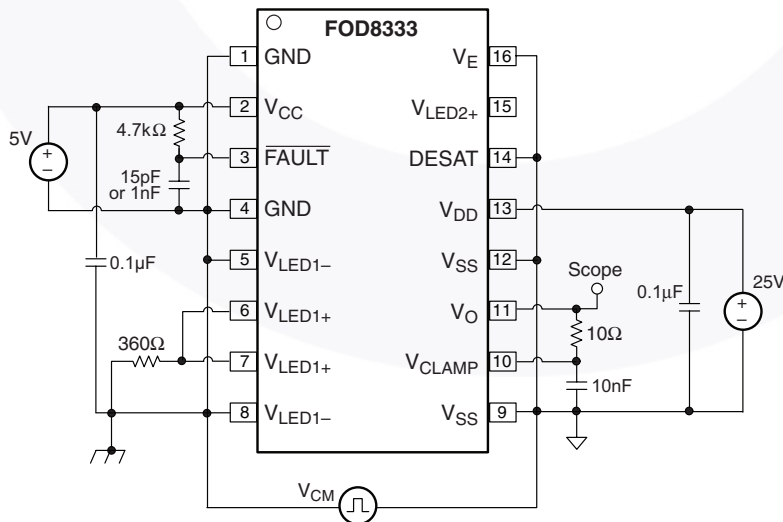 FOD8333
1 GND
VE 16
2 VCC
VLED2+ 15
4.7kΩ
5V
+
–
3 FAULT
DESAT 14
15pF
or 1nF
4 GND
VDD 13
5 VLED1–
VSS 12
0.1µF
Scope
6 VLED1+
VO 11
0.1µF
25V
+
–
10Ω
360Ω
7 VLED1+
VCLAMP 10
10nF
8 VLED1–
VSS 9
VCM